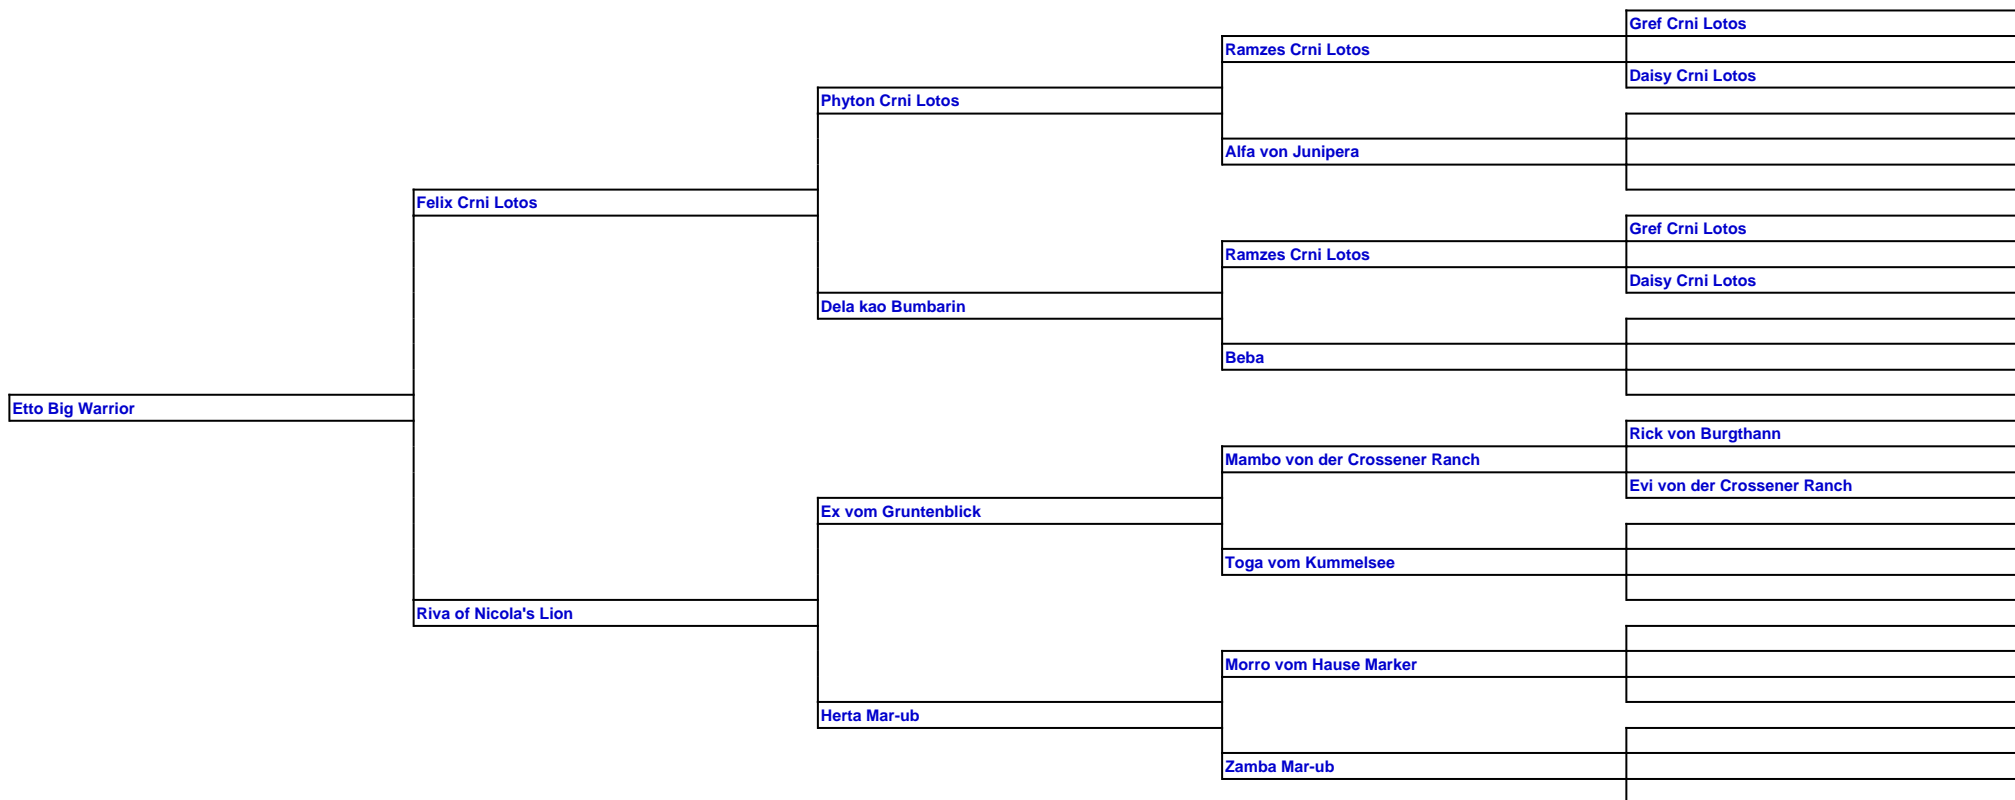 Gref Crni Lotos
Ramzes Crni Lotos
Daisy Crni Lotos
Phyton Crni Lotos
Alfa von Junipera
Felix Crni Lotos
Gref Crni Lotos
Ramzes Crni Lotos
Daisy Crni Lotos
Dela kao Bumbarin
Beba
Etto Big Warrior
Rick von Burgthann
Mambo von der Crossener Ranch
Evi von der Crossener Ranch
Ex vom Gruntenblick
Toga vom Kummelsee
Riva of Nicola's Lion
Morro vom Hause Marker
Herta Mar-ub
Zamba Mar-ub